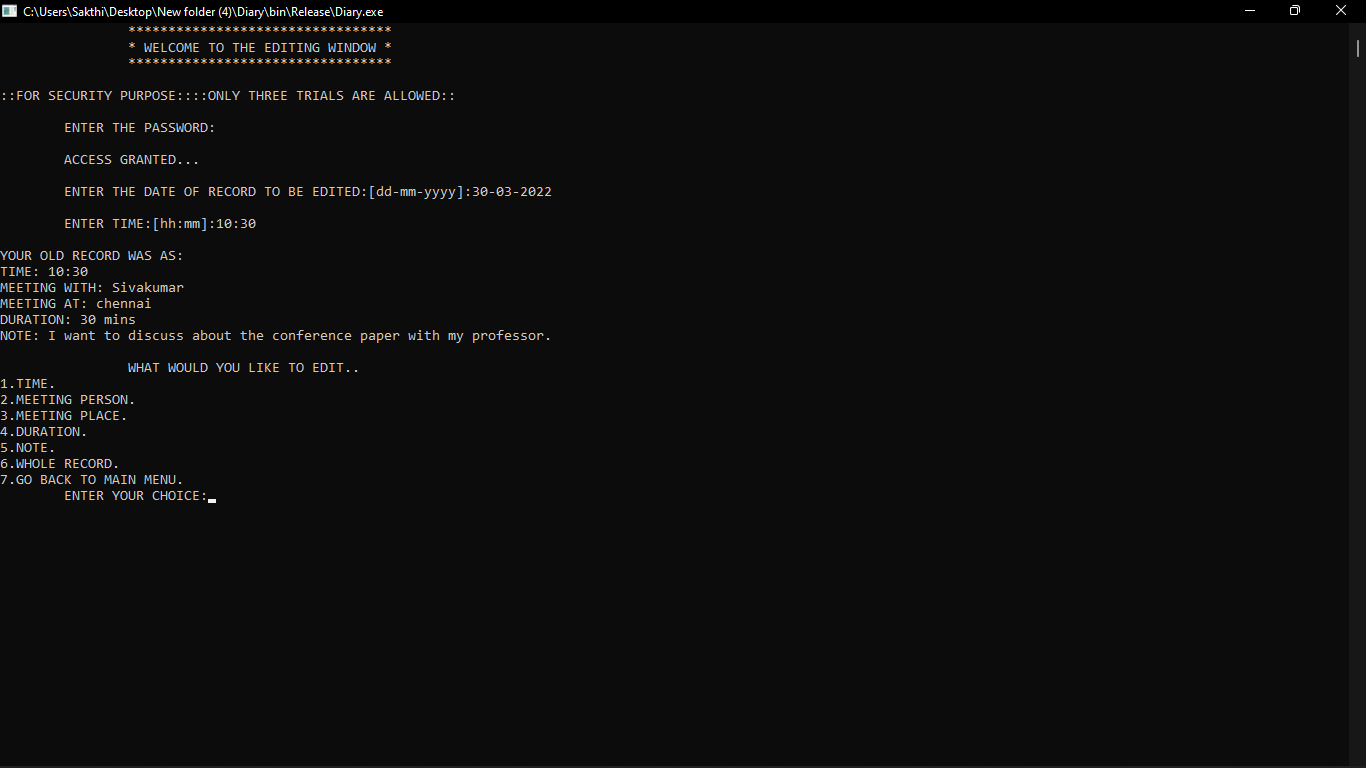 C:\Users\Sakthi\Desktop\New folder (4)\Diary\bin\Release\Diary.exe
*********************************
* WELCOME TO THE EDITING WINDOW *
*********************************
::FOR SECURITY PURPOSE::::ONLY THREE TRIALS ARE ALLOWED::
ENTER THE PASSWORD:
ACCESS GRANTED...
ENTER THE DATE OF RECORD TO BE EDITED:[dd-mm-yyyy]:30-03-2022
ENTER TIME:[hh:mm]:10:30
YOUR OLD RECORD WAS AS:
TIME: 10:30
MEETING WITH: Sivakumar
MEETING AT: chennai
DURATION: 30 mins
NOTE: I want to discuss about the conference paper with my professor.
WHAT WOULD YOU LIKE TO EDIT..
1.TIME.
2.MEETING PERSON.
3.MEETING PLACE.
4.DURATION.
5.NOTE.
6.WHOLE RECORD.
7.GO BACK TO MAIN MENU.
ENTER YOUR CHOICE: